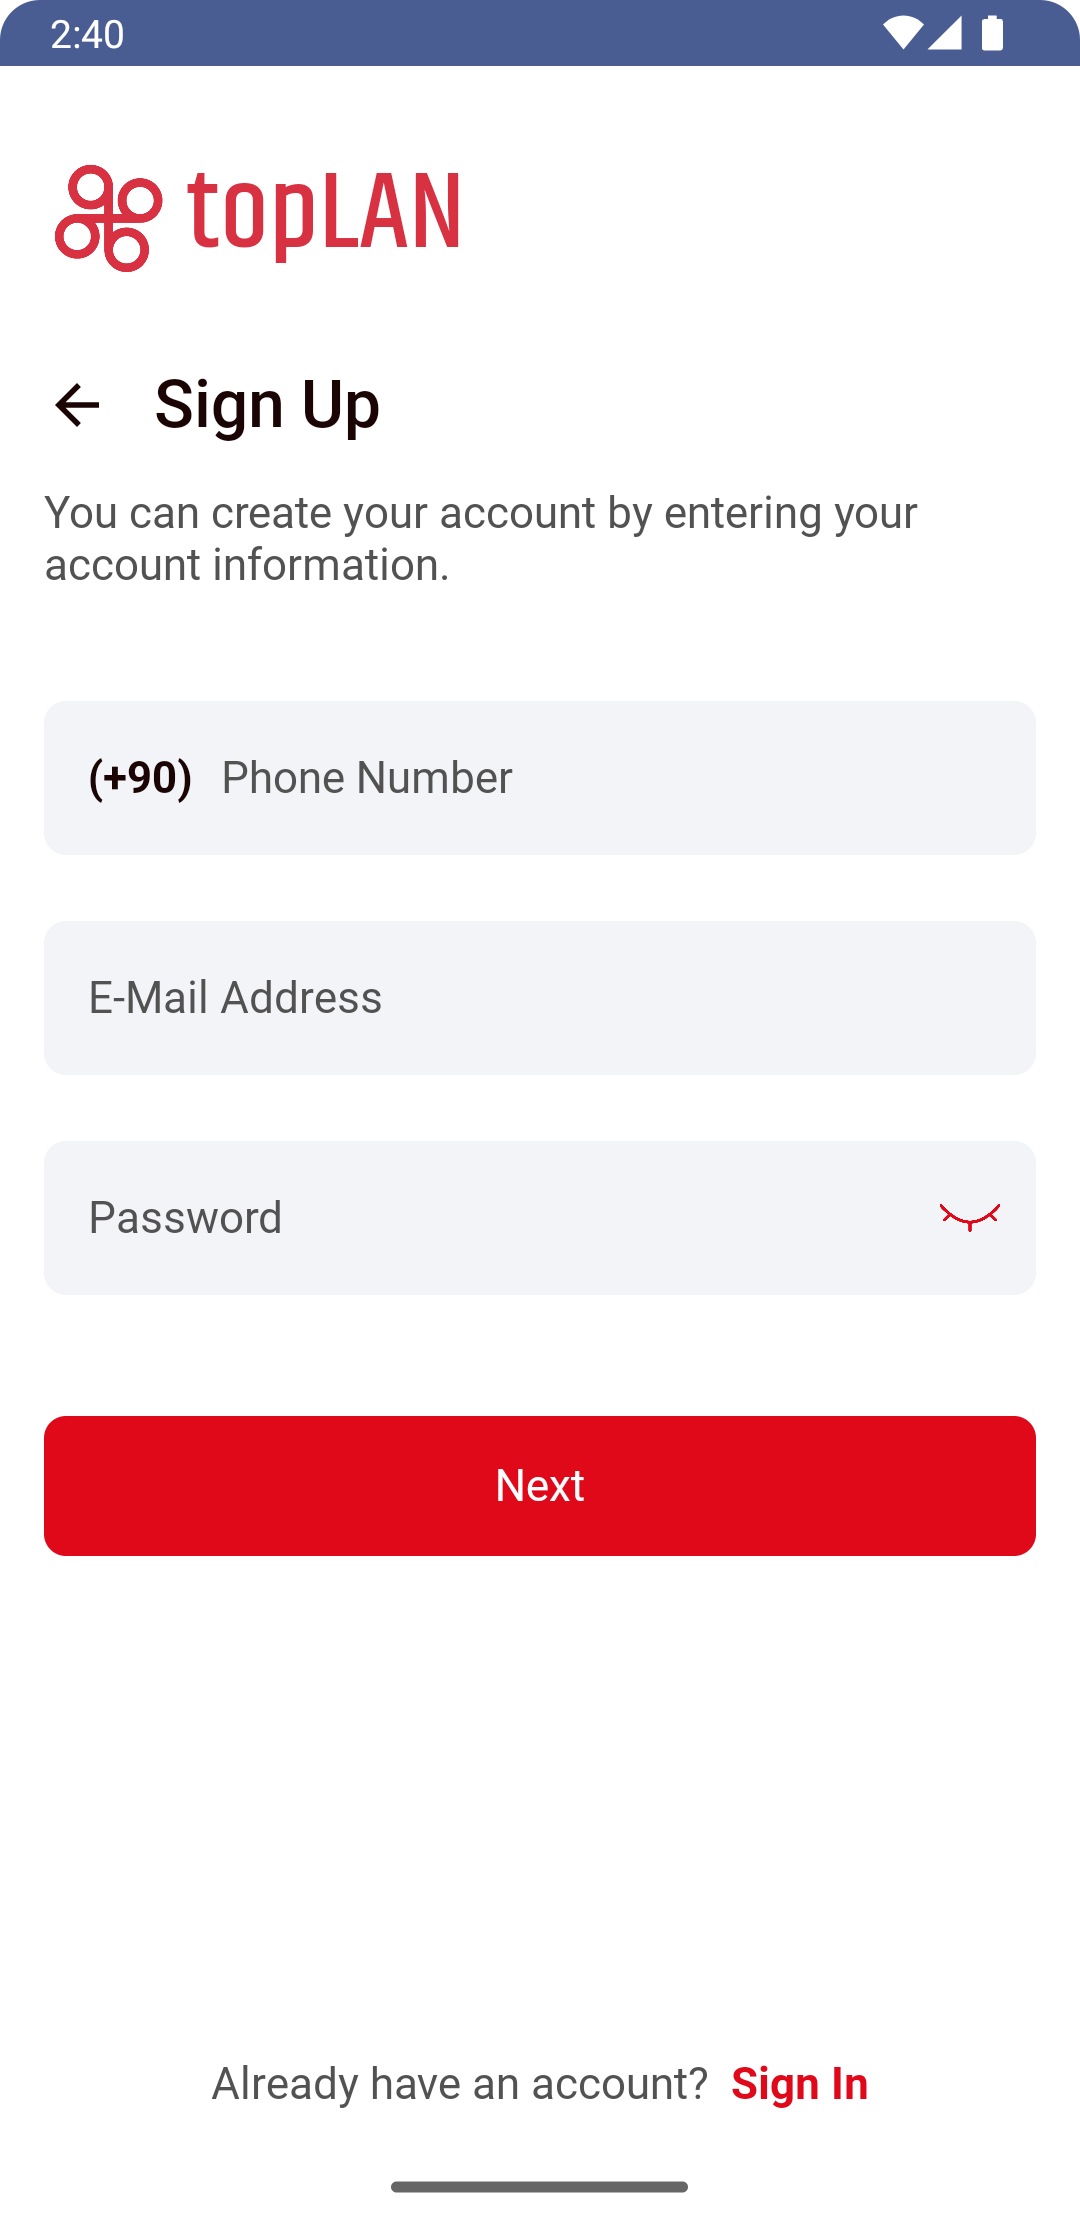 2:40
topLAN
Sign Up
You can create your account by entering your
account information.
(+90) Phone Number
E-Mail Address
Password
Next
Already have an account? Sign In